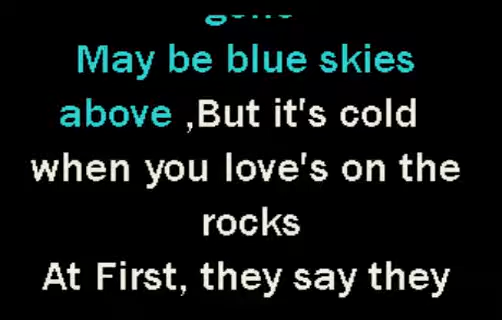 May be blue skies
above ,But it's cold
when you love's on the
rocks
At First, they say they